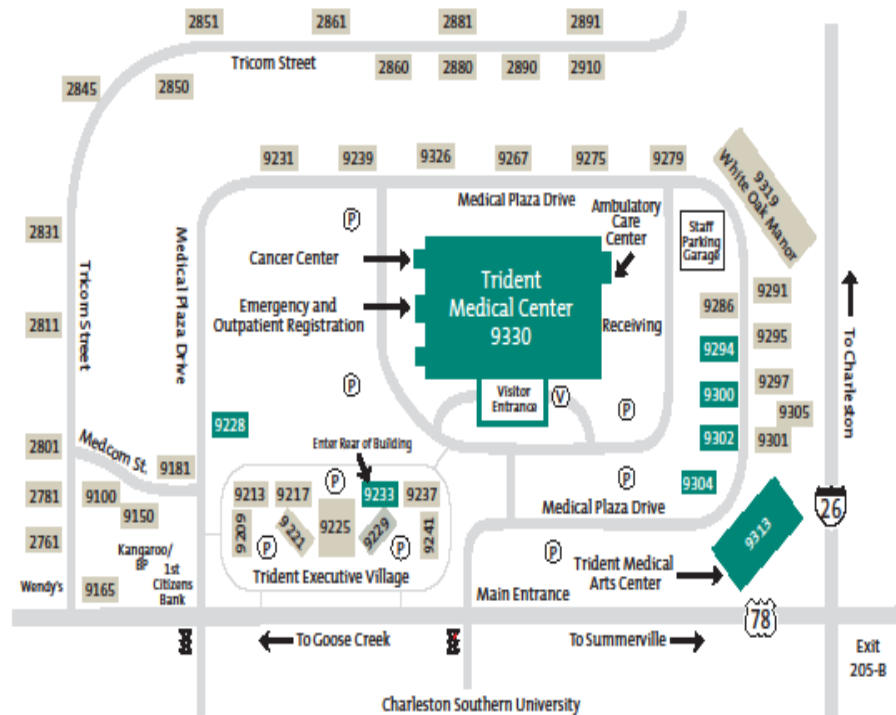 2851
2861
2881
2891
Tricom Street
2860
2880
2890
2910
2845
2850
9231
9239
9326
9267
9275
9279
9319
White Oak Manor
Medical Plaza Drive
Ambulatory
Care
Center
Staff
Parking
Garage
P
2831
Cancer Center
Trident
Medical Center
9330
Emergency and
Outpatient Registration
Receiving
Tricom Street
Medical Plaza Drive
2811
9286
9291
9294
9295
To Charleston
P
Visitor
Entrance
V
P
9300
9297
9305
9228
9302
9301
2801
Medcom St.
9181
Enter Rear of Building
2781
9100
9150
9213
9217
P
9233
9237
P
9304
Medical Plaza Drive
26
2761
9209
9221
9225
9229
9241
P
P
P
9313
Kangaroo/
BP
1st
Citizens
Bank
Trident Executive Village
Trident Medical
Arts Center
Wendy's
9165
Main Entrance
78
To Goose Creek
To Summerville
Exit
205-B
Charleston Southern University